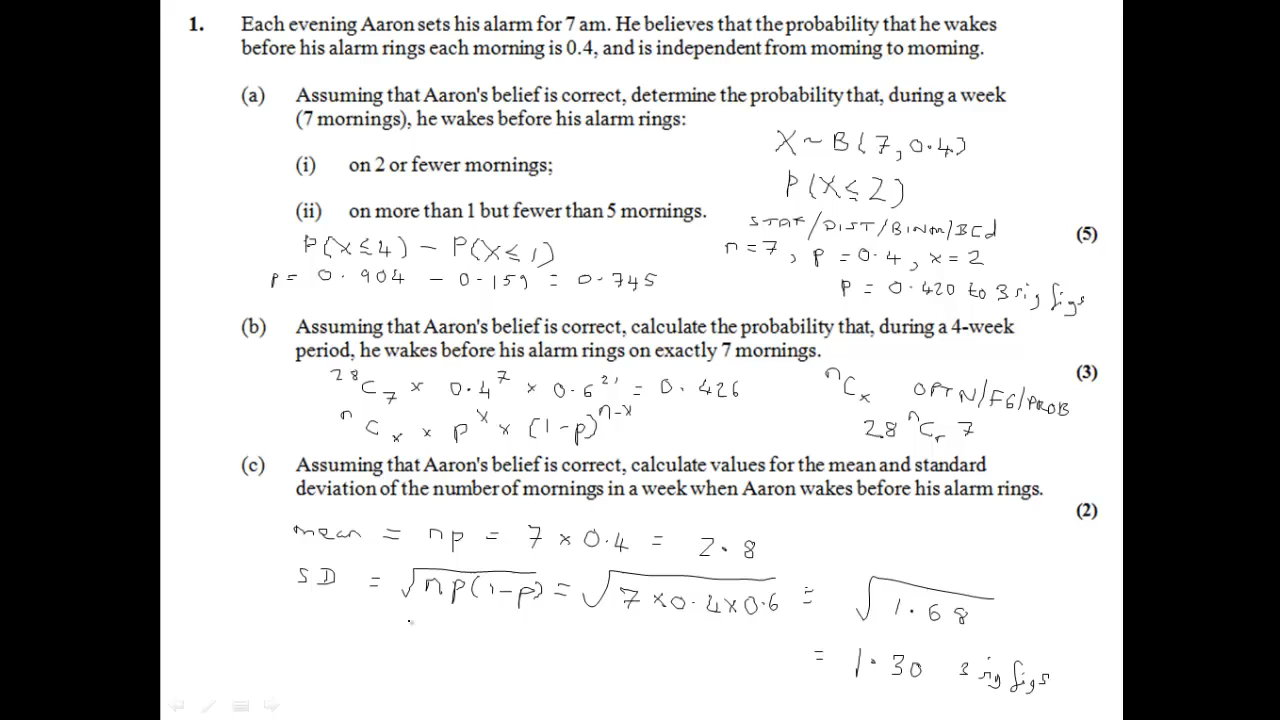 1. Each evening Aaron sets his alarm for 7 am. He believes that the probability that he wakes
before his alarm rings each morning is 0.4, and is independent from morning to morning.
(a) Assuming that Aaron's belief is correct, determine the probability that, during a week
(7 mornings), he wakes before his alarm rings:
X ~ B(7, 0.4)
(i) on 2 or fewer mornings;
P(X ≤ 2)
(ii) on more than 1 but fewer than 5 mornings.
STAT/DIST/BINM/BCd
(5)
P(X ≤ 4) - P(X ≤ 1)
n = 7, p = 0.4, x = 2
p = 0.904 - 0.159 = 0.745
p = 0.420 to 3 sig figs
(b) Assuming that Aaron's belief is correct, calculate the probability that, during a 4-week
period, he wakes before his alarm rings on exactly 7 mornings.
(3)
²⁸C₇ × 0.4⁷ × 0.6²¹ = 0.426
ⁿCₓ OPTN/F6/PROB
ⁿCₓ × pˣ × (1-p)ⁿ⁻ˣ
28 ⁿCᵣ 7
(c) Assuming that Aaron's belief is correct, calculate values for the mean and standard
deviation of the number of mornings in a week when Aaron wakes before his alarm rings.
(2)
mean = np = 7 × 0.4 = 2.8
SD = √np(1-p) = √7×0.4×0.6 = √1.68
= 1.30 3 sig figs